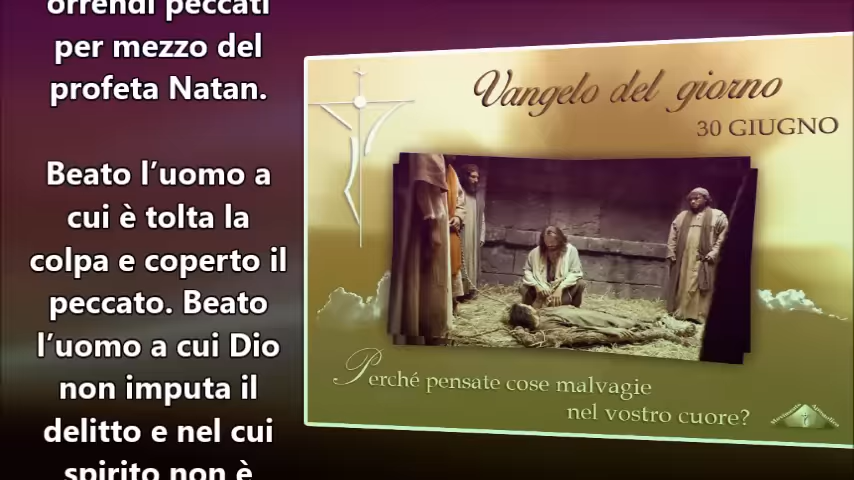 orrendi peccati
per mezzo del
profeta Natan.
Beato l’uomo a
cui è tolta la
colpa e coperto il
peccato. Beato
l’uomo a cui Dio
non imputa il
delitto e nel cui
spirito non è
Vangelo del giorno
30 GIUGNO
Perché pensate cose malvagie
nel vostro cuore?